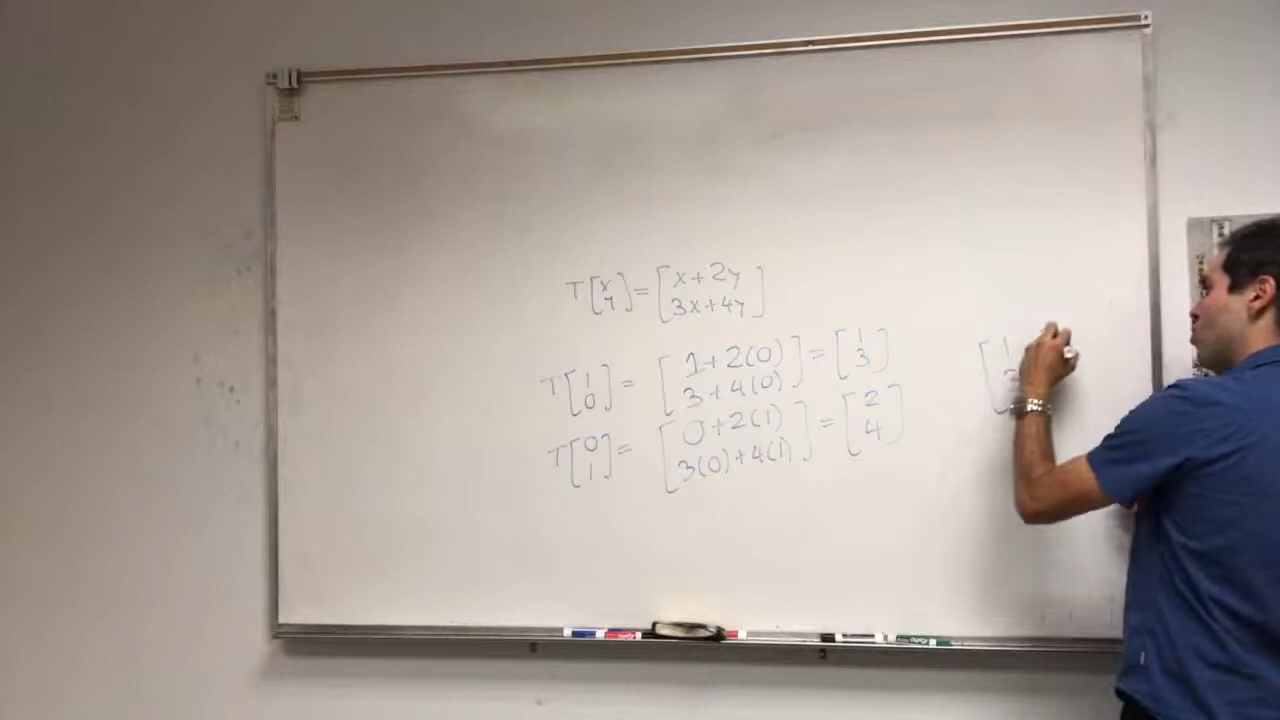 T[x y] = [x+2y 3x+4y]
T[1 0] = [1+2(0) 3+4(0)] = [1 3]
T[0 1] = [0+2(1) 3(0)+4(1)] = [2 4]
[1